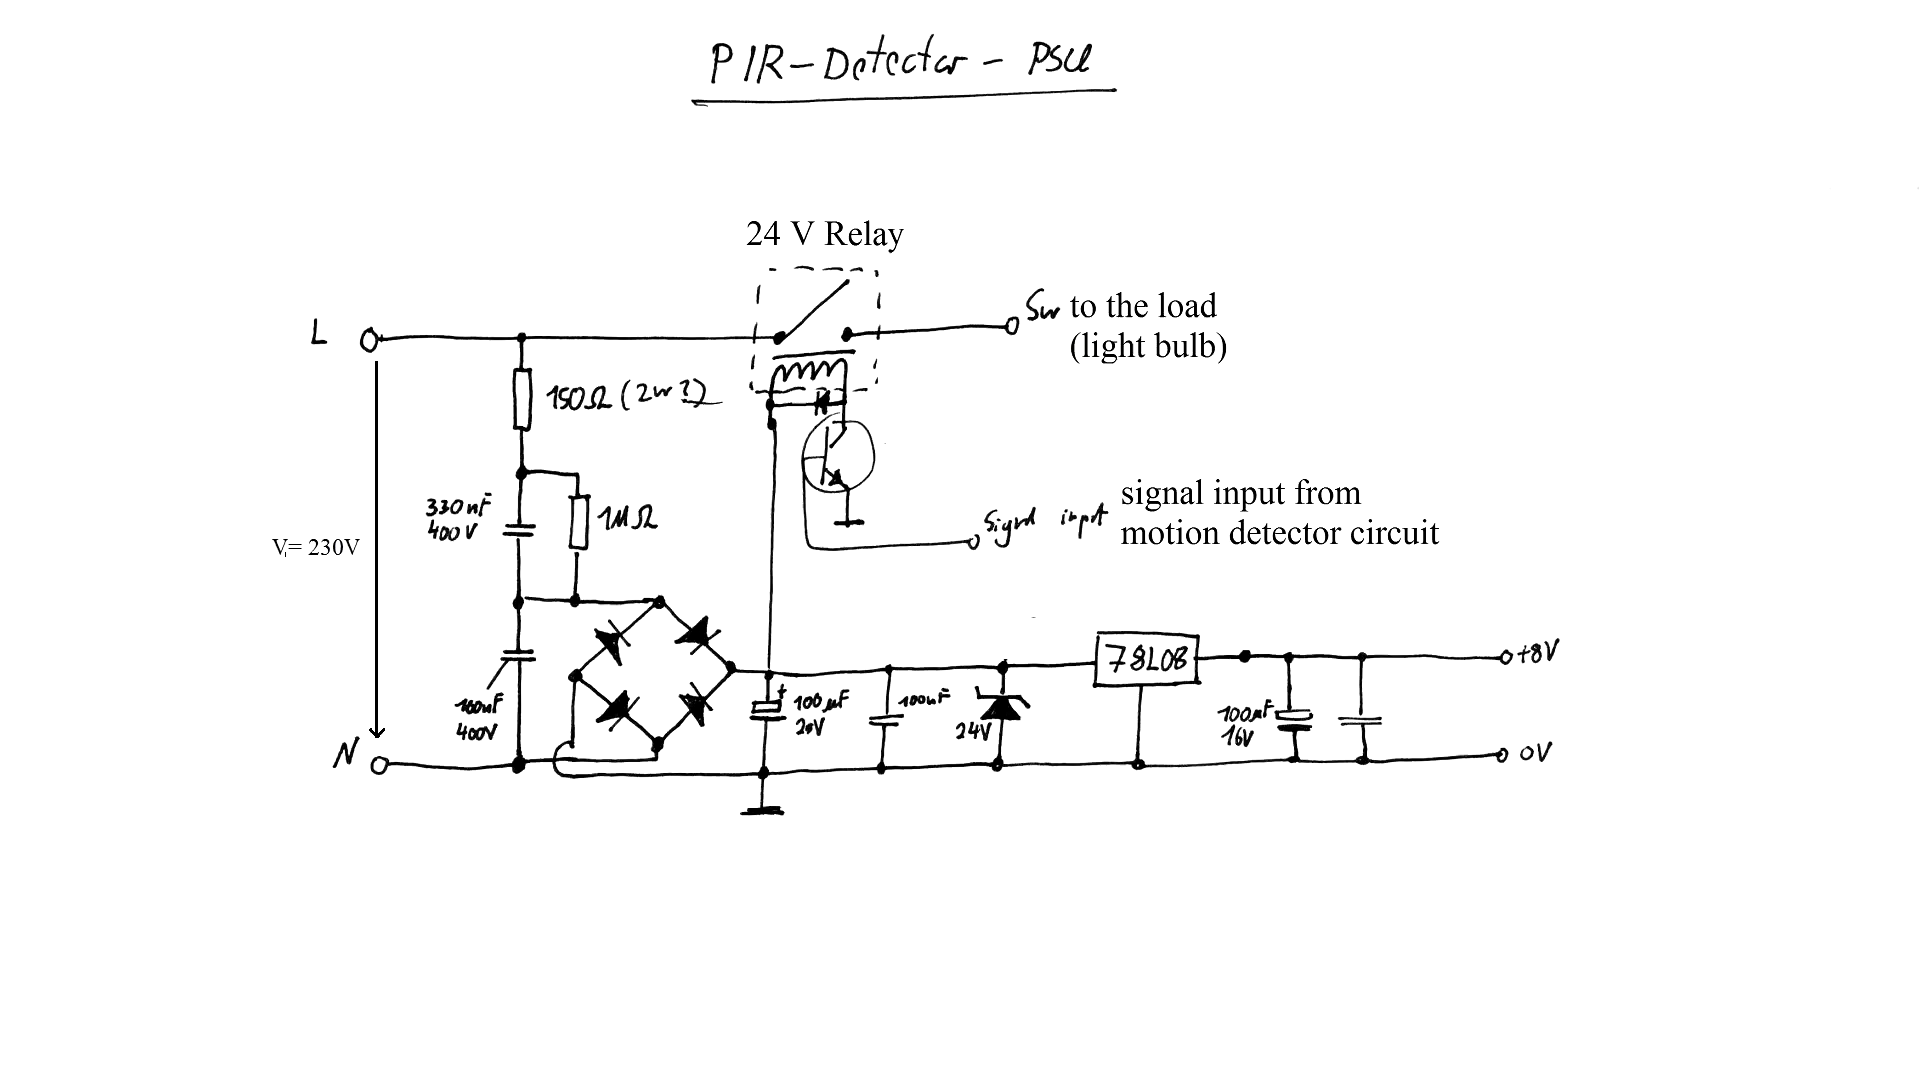 PIR-Detector - PSU
24 V Relay
L
Sw to the load
(light bulb)
150Ω (2W?)
330nF
400V
1MΩ
V= 230V
Signal input signal input from
motion detector circuit
100nF
400V
N
+
100µF
20V
100nF
24V
78L08
100µF
16V
+8V
0V